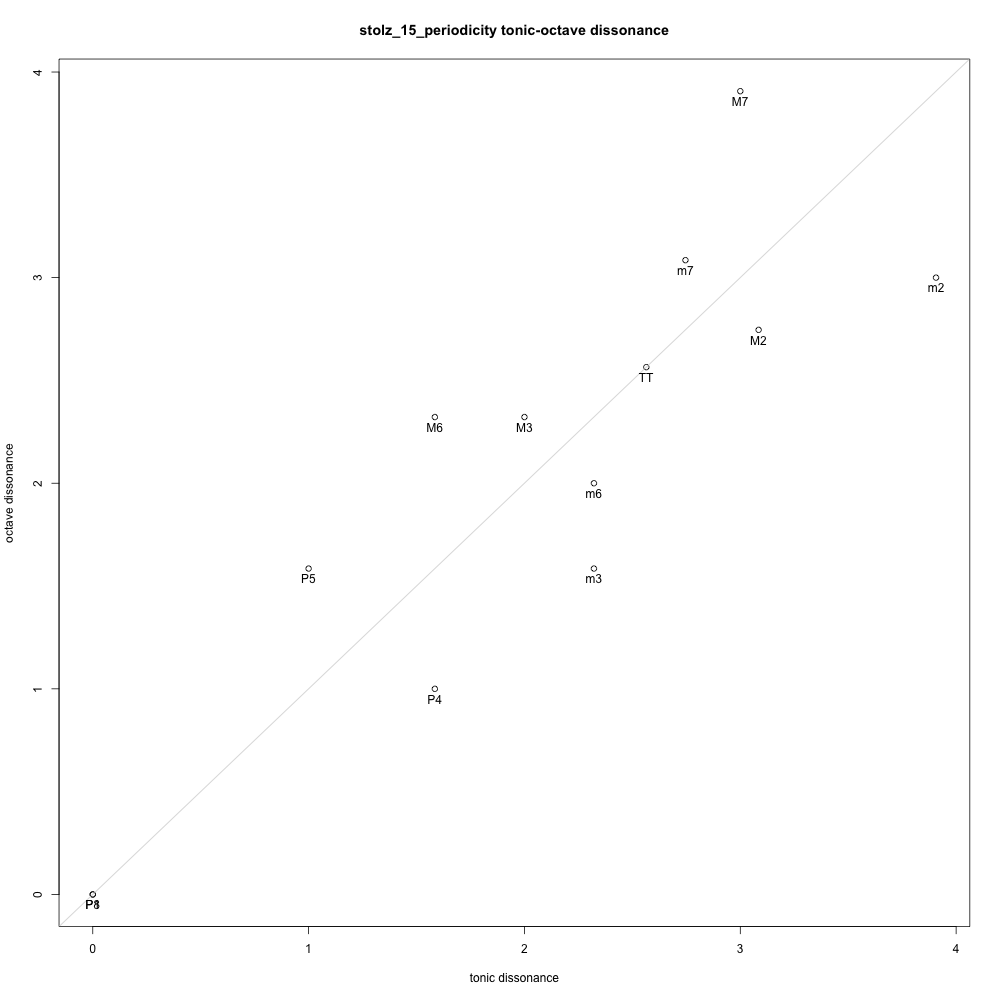 stolz_15_periodicity tonic-octave dissonance
4
M7
3
m7
m2
M2
TT
M6
M3
octave dissonance
2
m6
P5
m3
1
P4
0
P1
P8
0
1
2
3
4
tonic dissonance